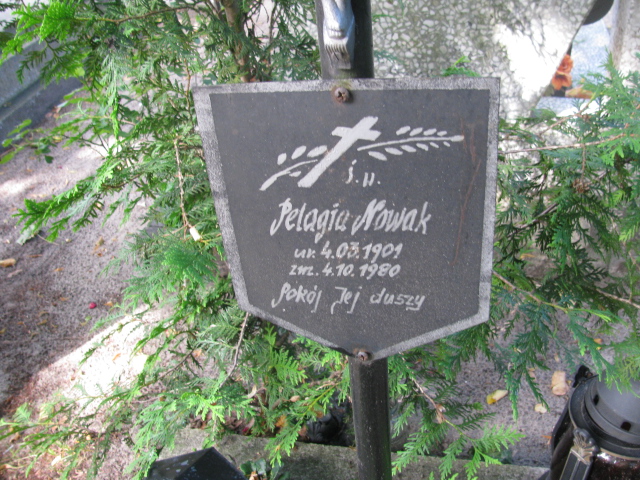 ś.p.
Pelagia Nowak
ur. 4.03.1901
zm. 4.10.1980
Pokój Jej duszy